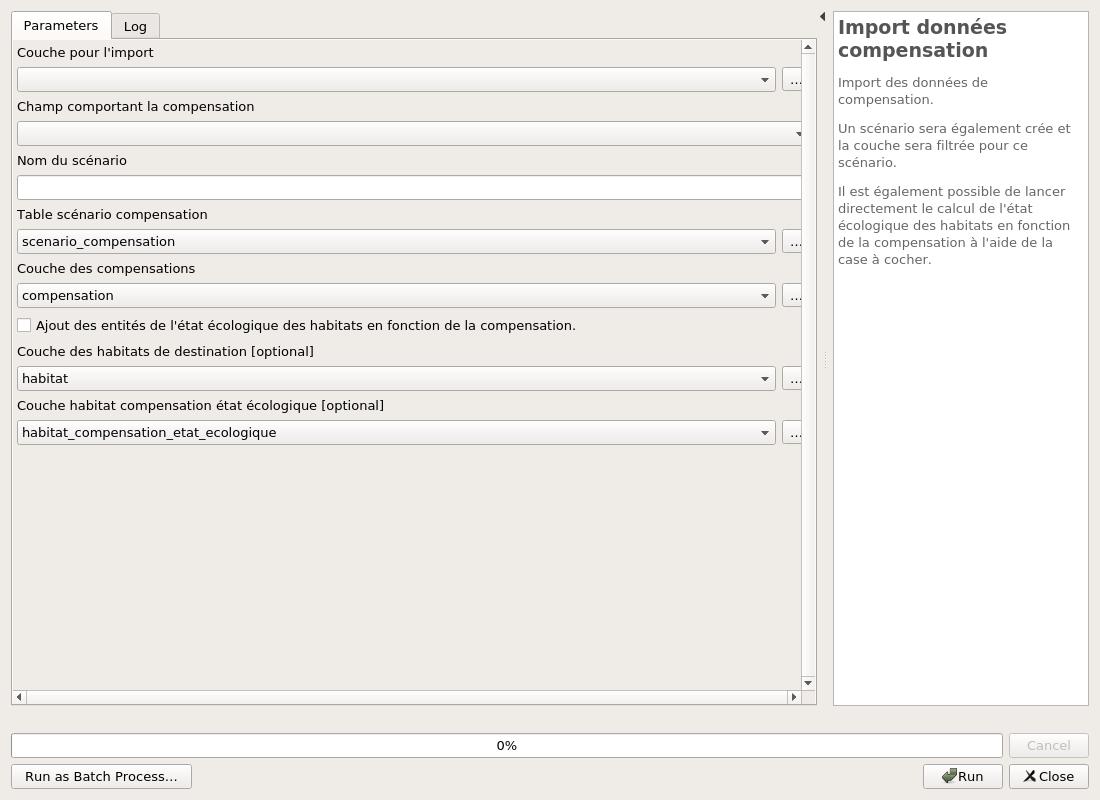 Parameters
Log
Couche pour l'import
...
Champ comportant la compensation
Nom du scénario
Table scénario compensation
scenario_compensation
...
Couche des compensations
compensation
...
Ajout des entités de l'état écologique des habitats en fonction de la compensation.
Couche des habitats de destination [optional]
habitat
...
Couche habitat compensation état écologique [optional]
habitat_compensation_etat_ecologique
...
Import données
compensation
Import des données de
compensation.
Un scénario sera également crée et
la couche sera filtrée pour ce
scénario.
Il est également possible de lancer
directement le calcul de l'état
écologique des habitats en fonction
de la compensation à l'aide de la
case à cocher.
0%
Cancel
Run as Batch Process...
Run
Close